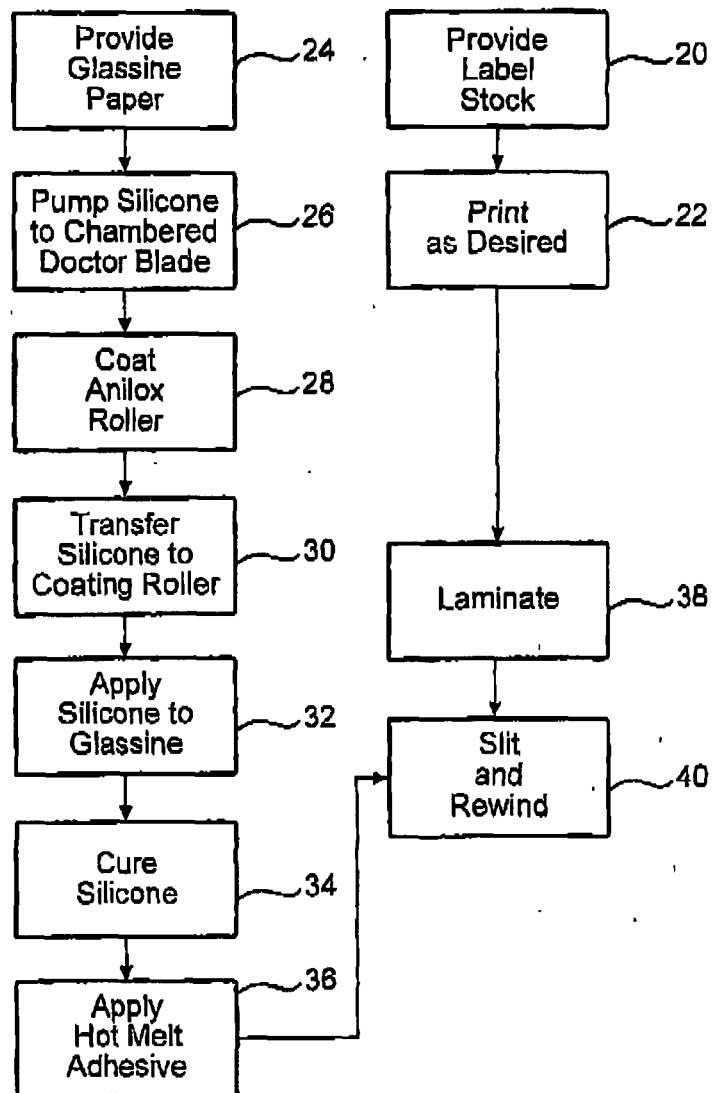 Provide
Glassine
Paper
24
Pump Silicone
to Chambered
Doctor Blade
26
Coat
Anilox
Roller
28
Transfer
Silicone to
Coating Roller
30
Apply
Silicone to
Glassine
32
Cure
Silicone
34
Apply
Hot Melt
Adhesive
36
Provide
Label
Stock
20
Print
as Desired
22
Laminate
38
Slit
and
Rewind
40